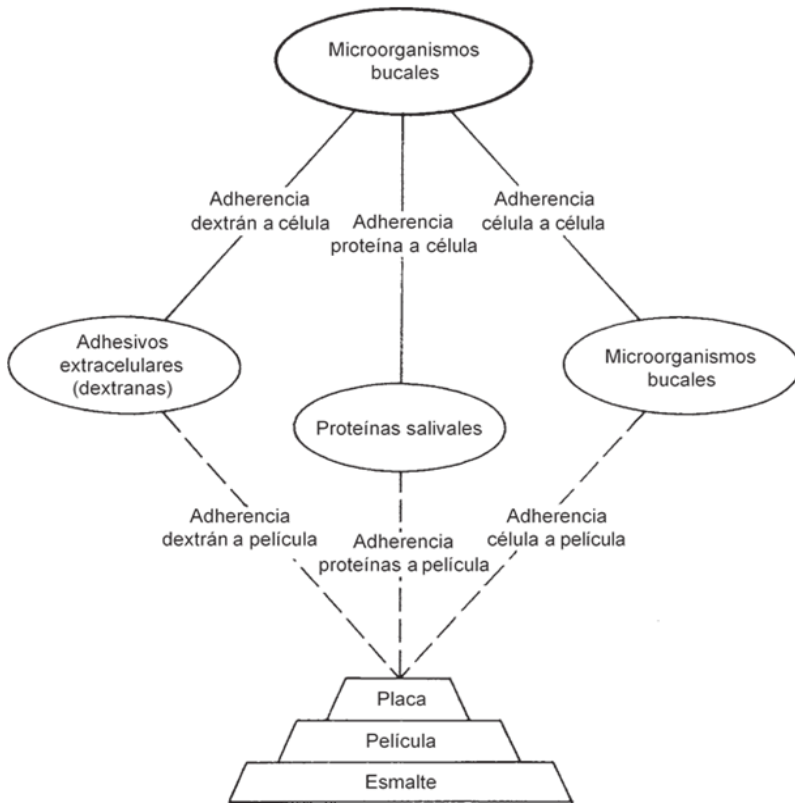 Microorganismos
bucales
Adherencia
dextrán a célula
Adherencia
proteína a célula
Adherencia
célula a célula
Adhesivos
extracelulares
(dextranas)
Proteínas salivales
Microorganismos
bucales
Adherencia
dextrán a película
Adherencia
proteínas a película
Adherencia
célula a película
Placa
Película
Esmalte